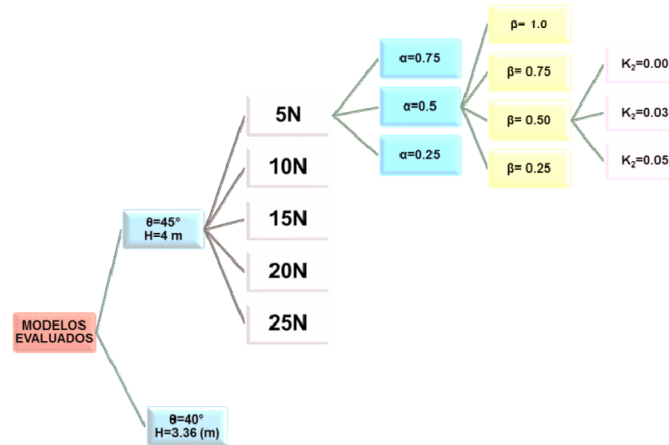 MODELOS
EVALUADOS
θ=45°
H=4 m
θ=40°
H=3.36 (m)
5N
10N
15N
20N
25N
α=0.75
α=0.5
α=0.25
β= 1.0
β= 0.75
β= 0.50
β= 0.25
K₂=0.00
K₂=0.03
K₂=0.05